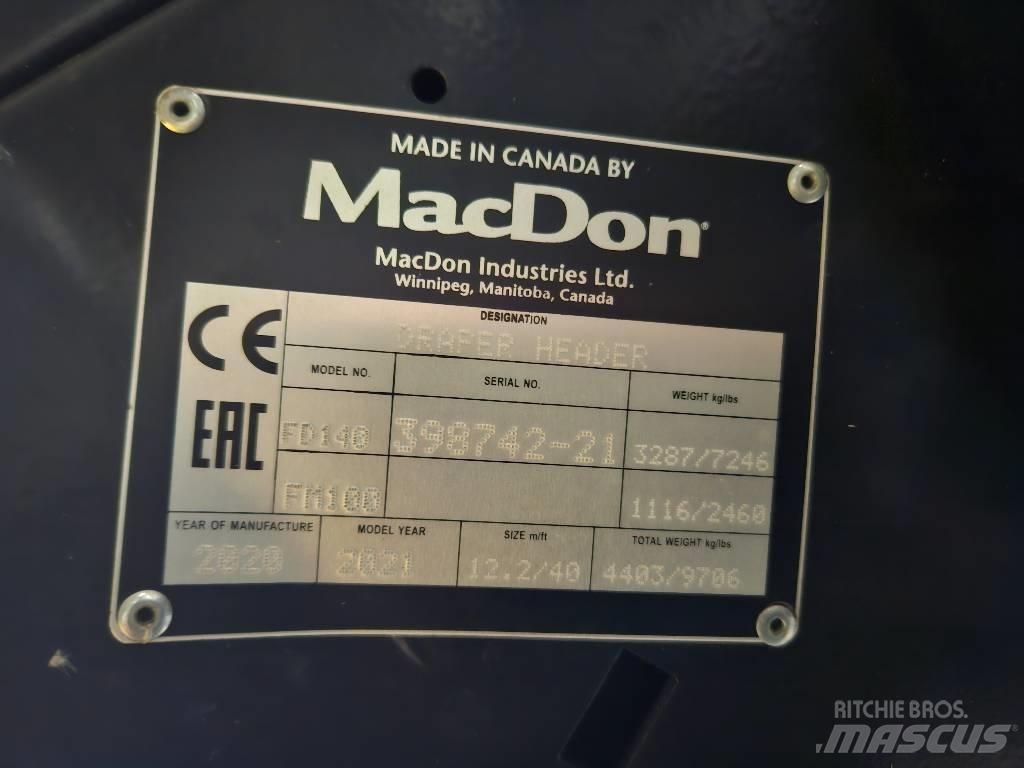 MADE IN CANADA BY
MacDon®
MacDon Industries Ltd.
Winnipeg, Manitoba, Canada
CE
EAC
DESIGNATION
DRAPER HEADER
MODEL NO. SERIAL NO. WEIGHT kg/lbs
FD140 398742-21 3287/7246
FM100 1116/2460
YEAR OF MANUFACTURE MODEL YEAR SIZE m/ft TOTAL WEIGHT kg/lbs
2020 2021 12.2/40 4403/9706
RITCHIE BROS.
MASCUS